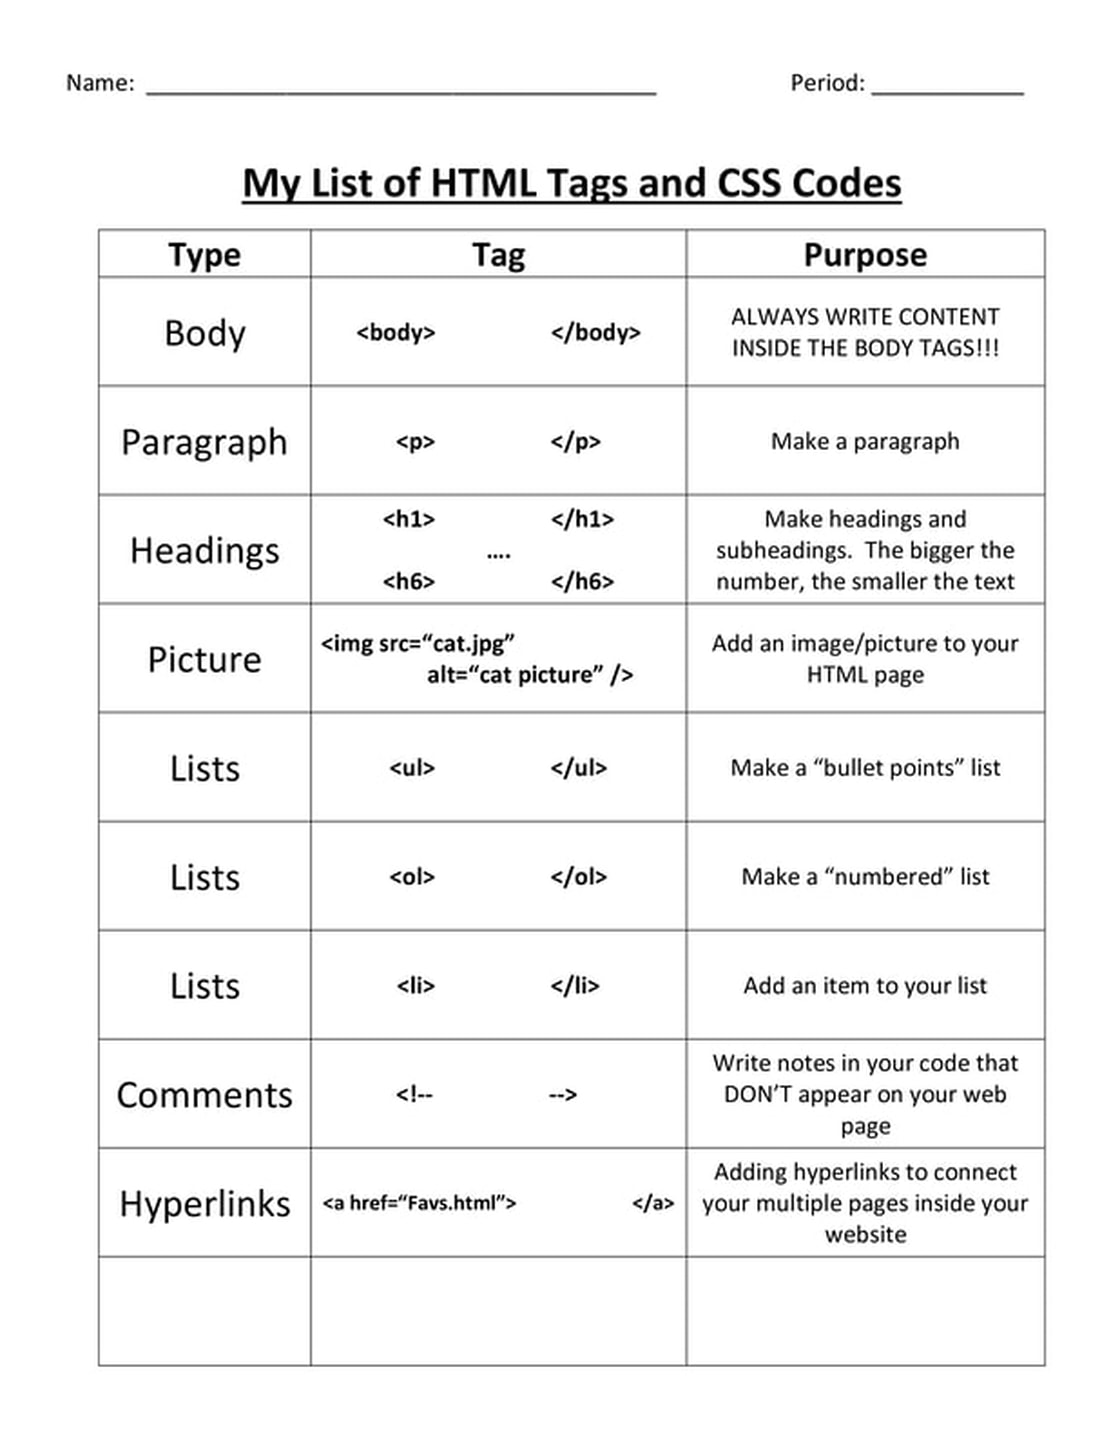 Name: ____________________ Period: __________
My List of HTML Tags and CSS Codes
Type Tag Purpose
Body <body> </body> ALWAYS WRITE CONTENT
INSIDE THE BODY TAGS!!!
Paragraph <p> </p> Make a paragraph
Headings <h1> </h1> Make headings and
.... subheadings. The bigger the
<h6> </h6> number, the smaller the text
Picture <img src=“cat.jpg” Add an image/picture to your
alt=“cat picture” /> HTML page
Lists <ul> </ul> Make a “bullet points” list
Lists <ol> </ol> Make a “numbered” list
Lists <li> </li> Add an item to your list
Comments <!-- --> Write notes in your code that
DON’T appear on your web
page
Hyperlinks <a href=“Favs.html”> </a> Adding hyperlinks to connect
your multiple pages inside your
website